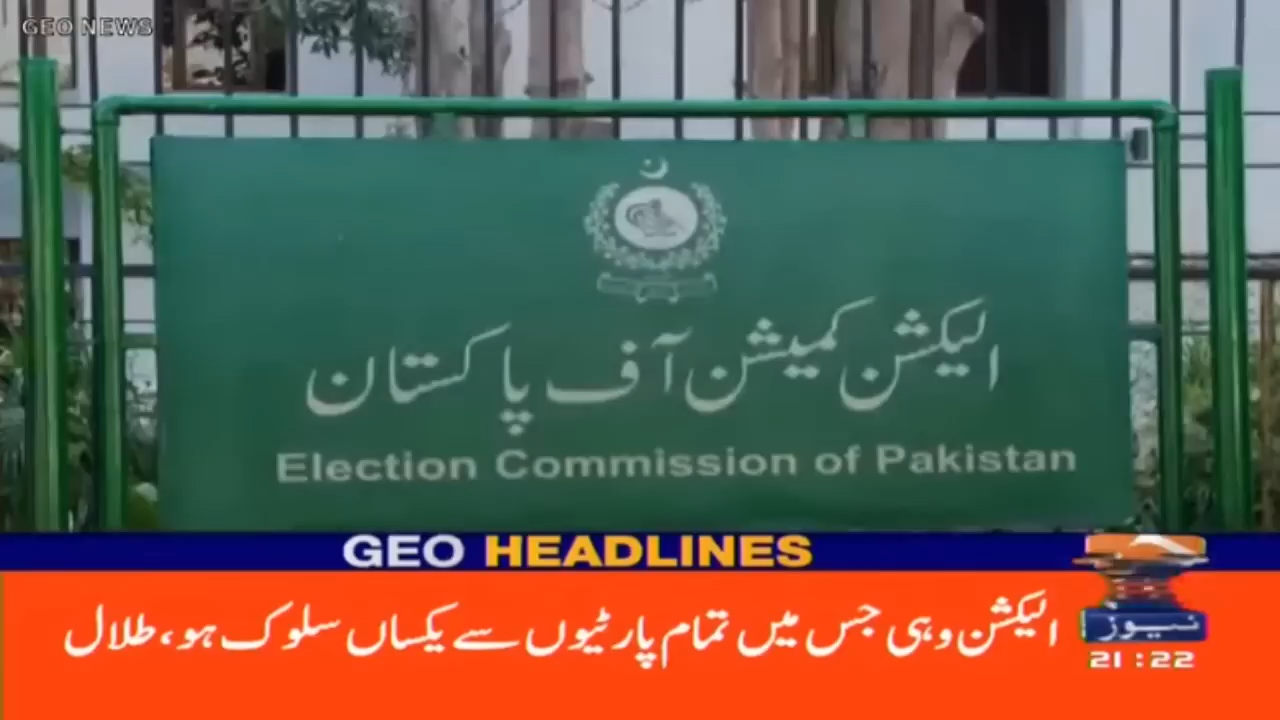 GEO NEWS
الیکشن کمیشن آف پاکستان
Election Commission of Pakistan
GEO HEADLINES
الیکشن وہی جس میں تمام پارٹیوں سے یکساں سلوک ہو، طلال
نیوز
21:22